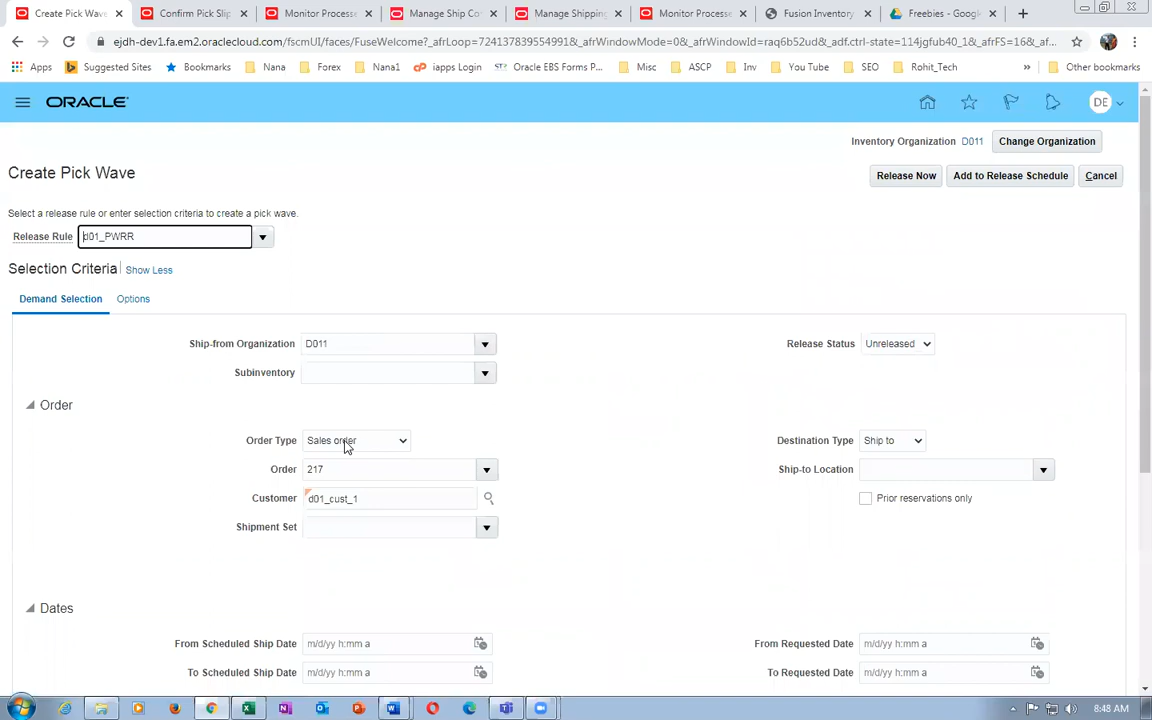 Create Pick Wave
Confirm Pick Slip
Monitor Processe
Manage Ship Co
Manage Shipping
Monitor Processe
Fusion Inventory
Freebies - Google
ejdh-dev1.fa.em2.oraclecloud.com/fscmUI/faces/FuseWelcome?_afrLoop=724137839554991&_afrWindowMode=0&_afrWindowId=raq6b52ud&_adf.ctrl-state=114jgfub40_1&_afrFS=16&_af...
Apps Suggested Sites Bookmarks Nana Forex Nana1 iapps Login Oracle EBS Forms P... Misc ASCP Inv You Tube SEO Rohit_Tech » Other bookmarks
ORACLE
DE
Inventory Organization D011 Change Organization
Create Pick Wave
Release Now Add to Release Schedule Cancel
Select a release rule or enter selection criteria to create a pick wave.
Release Rule d01_PWRR
Selection Criteria Show Less
Demand Selection Options
Ship-from Organization D011 Release Status Unreleased
Subinventory
Order
Order Type Sales order Destination Type Ship to
Order 217 Ship-to Location
Customer d01_cust_1 Prior reservations only
Shipment Set
Dates
From Scheduled Ship Date m/d/yy h:mm a From Requested Date m/d/yy h:mm a
To Scheduled Ship Date m/d/yy h:mm a To Requested Date m/d/yy h:mm a
8:48 AM